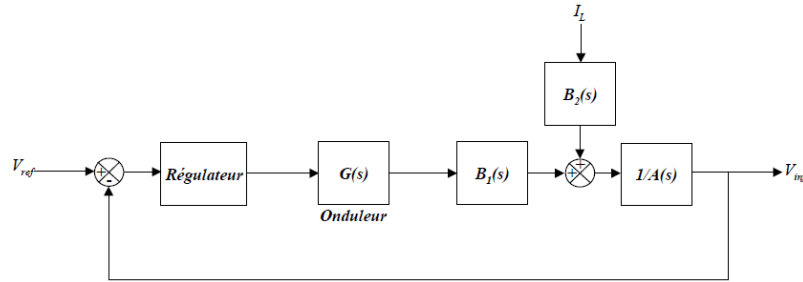 I_L
B_2(s)
V_ref
+
-
Régulateur
G(s)
Onduleur
B_1(s)
+
+
1/A(s)